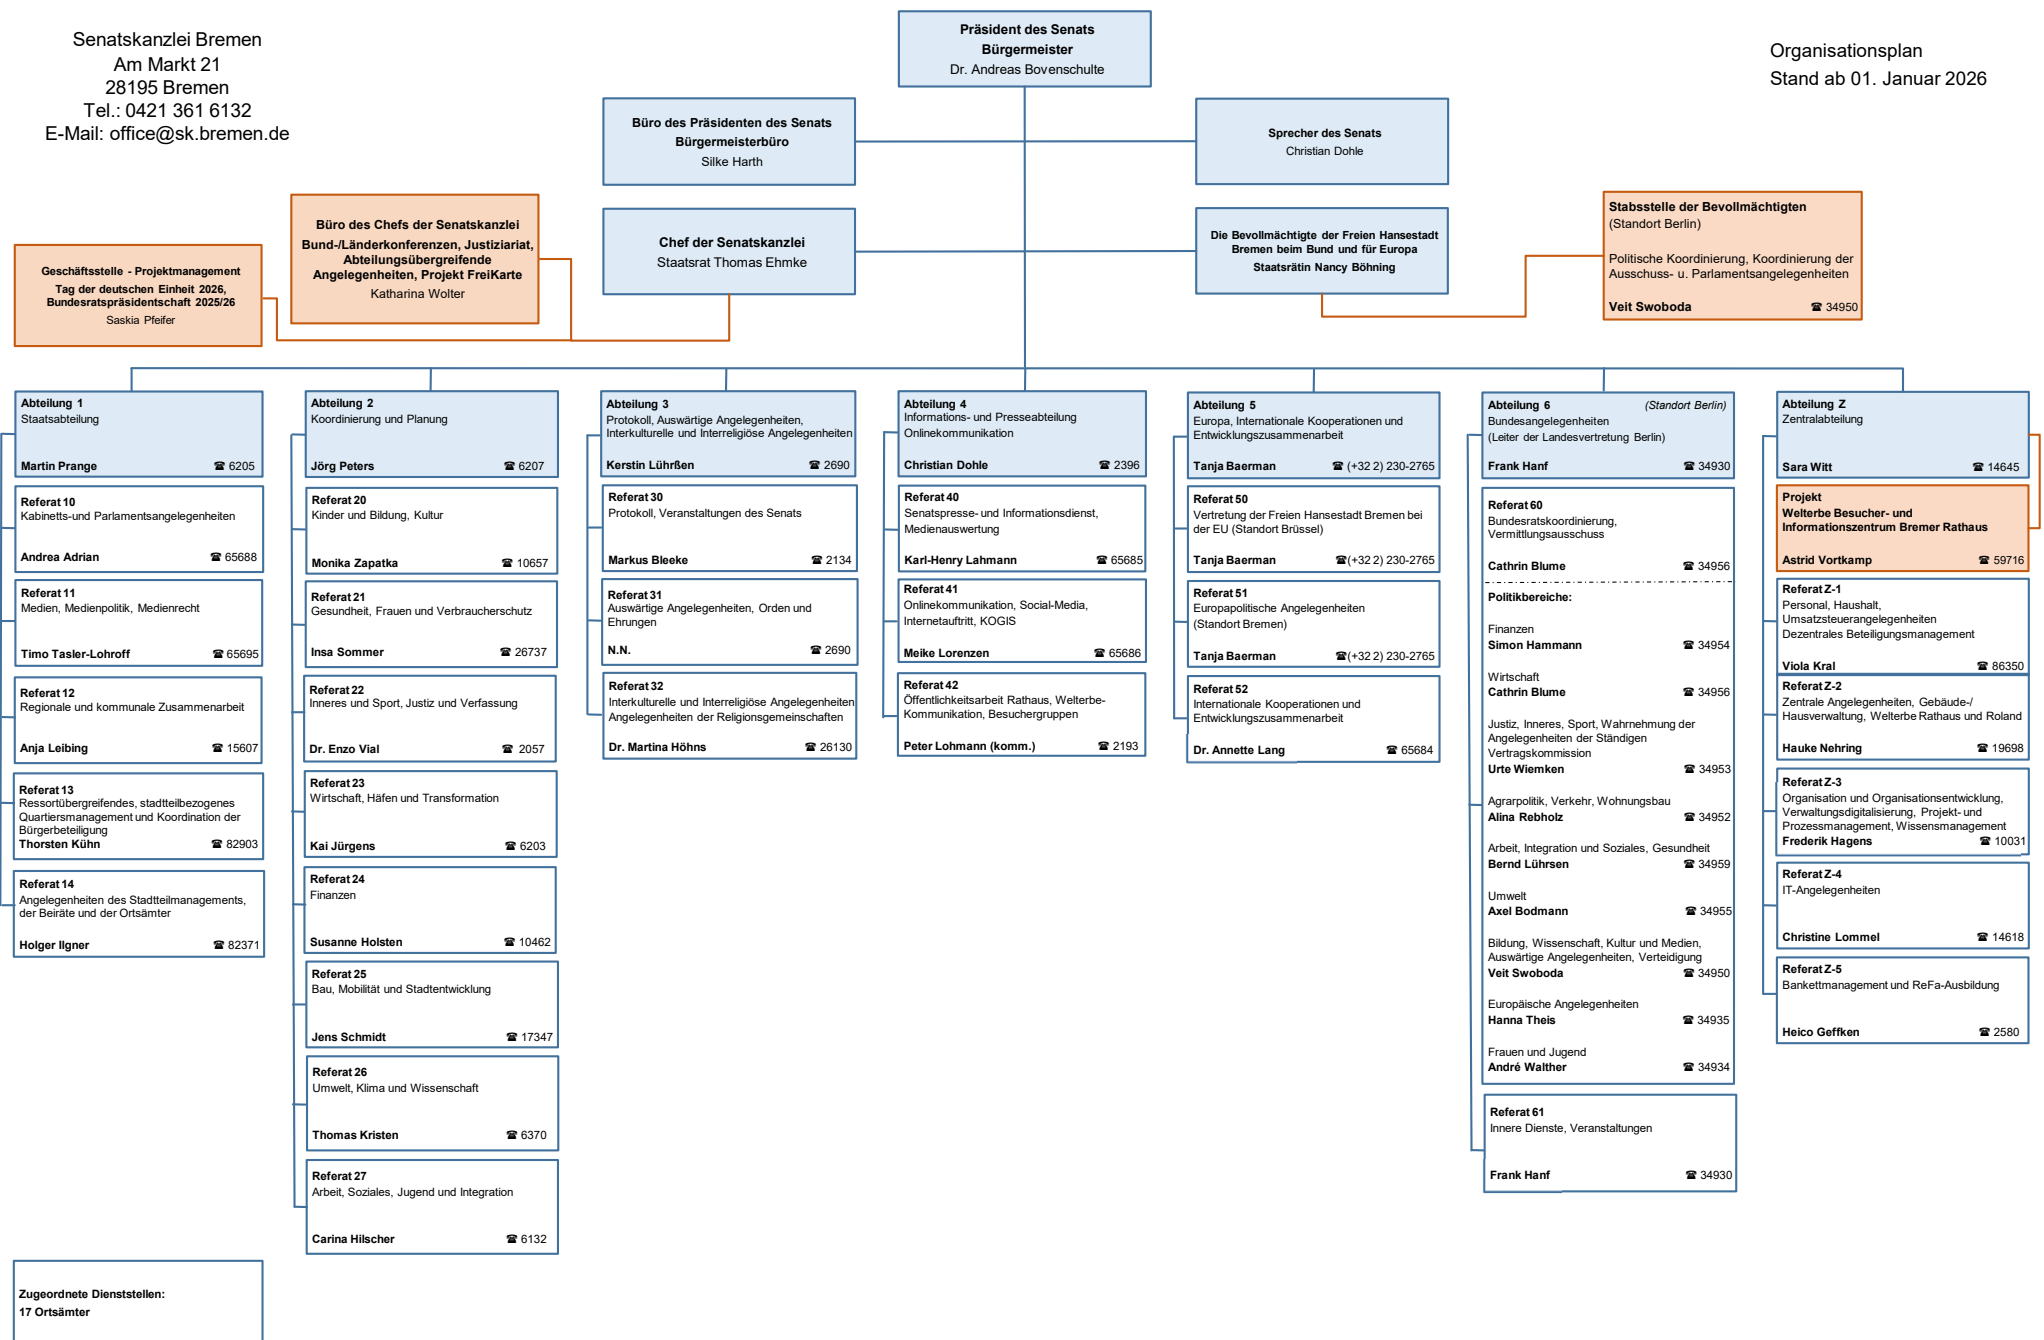 Senatskanzlei Bremen
Am Markt 21
28195 Bremen
Tel.: 0421 361 6132
E-Mail: office@sk.bremen.de
Präsident des Senats
Bürgermeister
Dr. Andreas Bovenschulte
Organisationsplan
Stand ab 01. Januar 2026
Büro des Präsidenten des Senats
Bürgermeisterbüro
Silke Harth
Sprecher des Senats
Christian Dohle
Geschäftsstelle - Projektmanagement
Tag der deutschen Einheit 2026,
Bundesratspräsidentschaft 2025/26
Saskia Pfeifer
Büro des Chefs der Senatskanzlei
Bund-/Länderkonferenzen, Justiziariat,
Abteilungsübergreifende
Angelegenheiten, Projekt FreiKarte
Katharina Wolter
Chef der Senatskanzlei
Staatsrat Thomas Ehmke
Die Bevollmächtigte der Freien Hansestadt
Bremen beim Bund und für Europa
Staatsrätin Nancy Böhning
Stabsstelle der Bevollmächtigten
(Standort Berlin)
Politische Koordinierung, Koordinierung der
Ausschuss- u. Parlamentsangelegenheiten
Veit Swoboda ☎ 34950
Abteilung 1
Staatsabteilung
Martin Prange ☎ 6205
Referat 10
Kabinetts-und Parlamentsangelegenheiten
Andrea Adrian ☎ 65688
Referat 11
Medien, Medienpolitik, Medienrecht
Timo Tasler-Lohroff ☎ 65695
Referat 12
Regionale und kommunale Zusammenarbeit
Anja Leibing ☎ 15607
Referat 13
Ressortübergreifendes, stadtteilbezogenes
Quartiersmanagement und Koordination der
Bürgerbeteiligung
Thorsten Kühn ☎ 82903
Referat 14
Angelegenheiten des Stadtteilmanagements,
der Beiräte und der Ortsämter
Holger Ilgner ☎ 82371
Zugeordnete Dienststellen:
17 Ortsämter
Abteilung 2
Koordinierung und Planung
Jörg Peters ☎ 6207
Referat 20
Kinder und Bildung, Kultur
Monika Zapatka ☎ 10657
Referat 21
Gesundheit, Frauen und Verbraucherschutz
Insa Sommer ☎ 26737
Referat 22
Inneres und Sport, Justiz und Verfassung
Dr. Enzo Vial ☎ 2057
Referat 23
Wirtschaft, Häfen und Transformation
Kai Jürgens ☎ 6203
Referat 24
Finanzen
Susanne Holsten ☎ 10462
Referat 25
Bau, Mobilität und Stadtentwicklung
Jens Schmidt ☎ 17347
Referat 26
Umwelt, Klima und Wissenschaft
Thomas Kristen ☎ 6370
Referat 27
Arbeit, Soziales, Jugend und Integration
Carina Hilscher ☎ 6132
Abteilung 3
Protokoll, Auswärtige Angelegenheiten,
Interkulturelle und Interreligiöse Angelegenheiten
Kerstin Lührßen ☎ 2690
Referat 30
Protokoll, Veranstaltungen des Senats
Markus Bleeke ☎ 2134
Referat 31
Auswärtige Angelegenheiten, Orden und
Ehrungen
N.N. ☎ 2690
Referat 32
Interkulturelle und Interreligiöse Angelegenheiten
Angelegenheiten der Religionsgemeinschaften
Dr. Martina Höhns ☎ 26130
Abteilung 4
Informations- und Presseabteilung
Onlinekommunikation
Christian Dohle ☎ 2396
Referat 40
Senatspresse- und Informationsdienst,
Medienauswertung
Karl-Henry Lahmann ☎ 65685
Referat 41
Onlinekommunikation, Social-Media,
Internetauftritt, KOGIS
Meike Lorenzen ☎ 65686
Referat 42
Öffentlichkeitsarbeit Rathaus, Welterbe-
Kommunikation, Besuchergruppen
Peter Lohmann (komm.) ☎ 2193
Abteilung 5
Europa, Internationale Kooperationen und
Entwicklungszusammenarbeit
Tanja Baerman ☎ (+32 2) 230-2765
Referat 50
Vertretung der Freien Hansestadt Bremen bei
der EU (Standort Brüssel)
Tanja Baerman ☎(+32 2) 230-2765
Referat 51
Europapolitische Angelegenheiten
(Standort Bremen)
Tanja Baerman ☎(+32 2) 230-2765
Referat 52
Internationale Kooperationen und
Entwicklungszusammenarbeit
Dr. Annette Lang ☎ 65684
Abteilung 6 (Standort Berlin)
Bundesangelegenheiten
(Leiter der Landesvertretung Berlin)
Frank Hanf ☎ 34930
Referat 60
Bundesratskoordinierung,
Vermittlungsausschuss
Cathrin Blume ☎ 34956
Politikbereiche:
Finanzen
Simon Hammann ☎ 34954
Wirtschaft
Cathrin Blume ☎ 34956
Justiz, Inneres, Sport, Wahrnehmung der
Angelegenheiten der Ständigen
Vertragskommission
Urte Wiemken ☎ 34953
Agrarpolitik, Verkehr, Wohnungsbau
Alina Rebholz ☎ 34952
Arbeit, Integration und Soziales, Gesundheit
Bernd Lührsen ☎ 34959
Umwelt
Axel Bodmann ☎ 34955
Bildung, Wissenschaft, Kultur und Medien,
Auswärtige Angelegenheiten, Verteidigung
Veit Swoboda ☎ 34950
Europäische Angelegenheiten
Hanna Theis ☎ 34935
Frauen und Jugend
André Walther ☎ 34934
Referat 61
Innere Dienste, Veranstaltungen
Frank Hanf ☎ 34930
Abteilung Z
Zentralabteilung
Sara Witt ☎ 14645
Projekt
Welterbe Besucher- und
Informationszentrum Bremer Rathaus
Astrid Vortkamp ☎ 59716
Referat Z-1
Personal, Haushalt,
Umsatzsteuerangelegenheiten
Dezentrales Beteiligungsmanagement
Viola Kral ☎ 86350
Referat Z-2
Zentrale Angelegenheiten, Gebäude-/
Hausverwaltung, Welterbe Rathaus und Roland
Hauke Nehring ☎ 19698
Referat Z-3
Organisation und Organisationsentwicklung,
Verwaltungsdigitalisierung, Projekt- und
Prozessmanagement, Wissensmanagement
Frederik Hagens ☎ 10031
Referat Z-4
IT-Angelegenheiten
Christine Lommel ☎ 14618
Referat Z-5
Bankettmanagement und ReFa-Ausbildung
Heico Geffken ☎ 2580